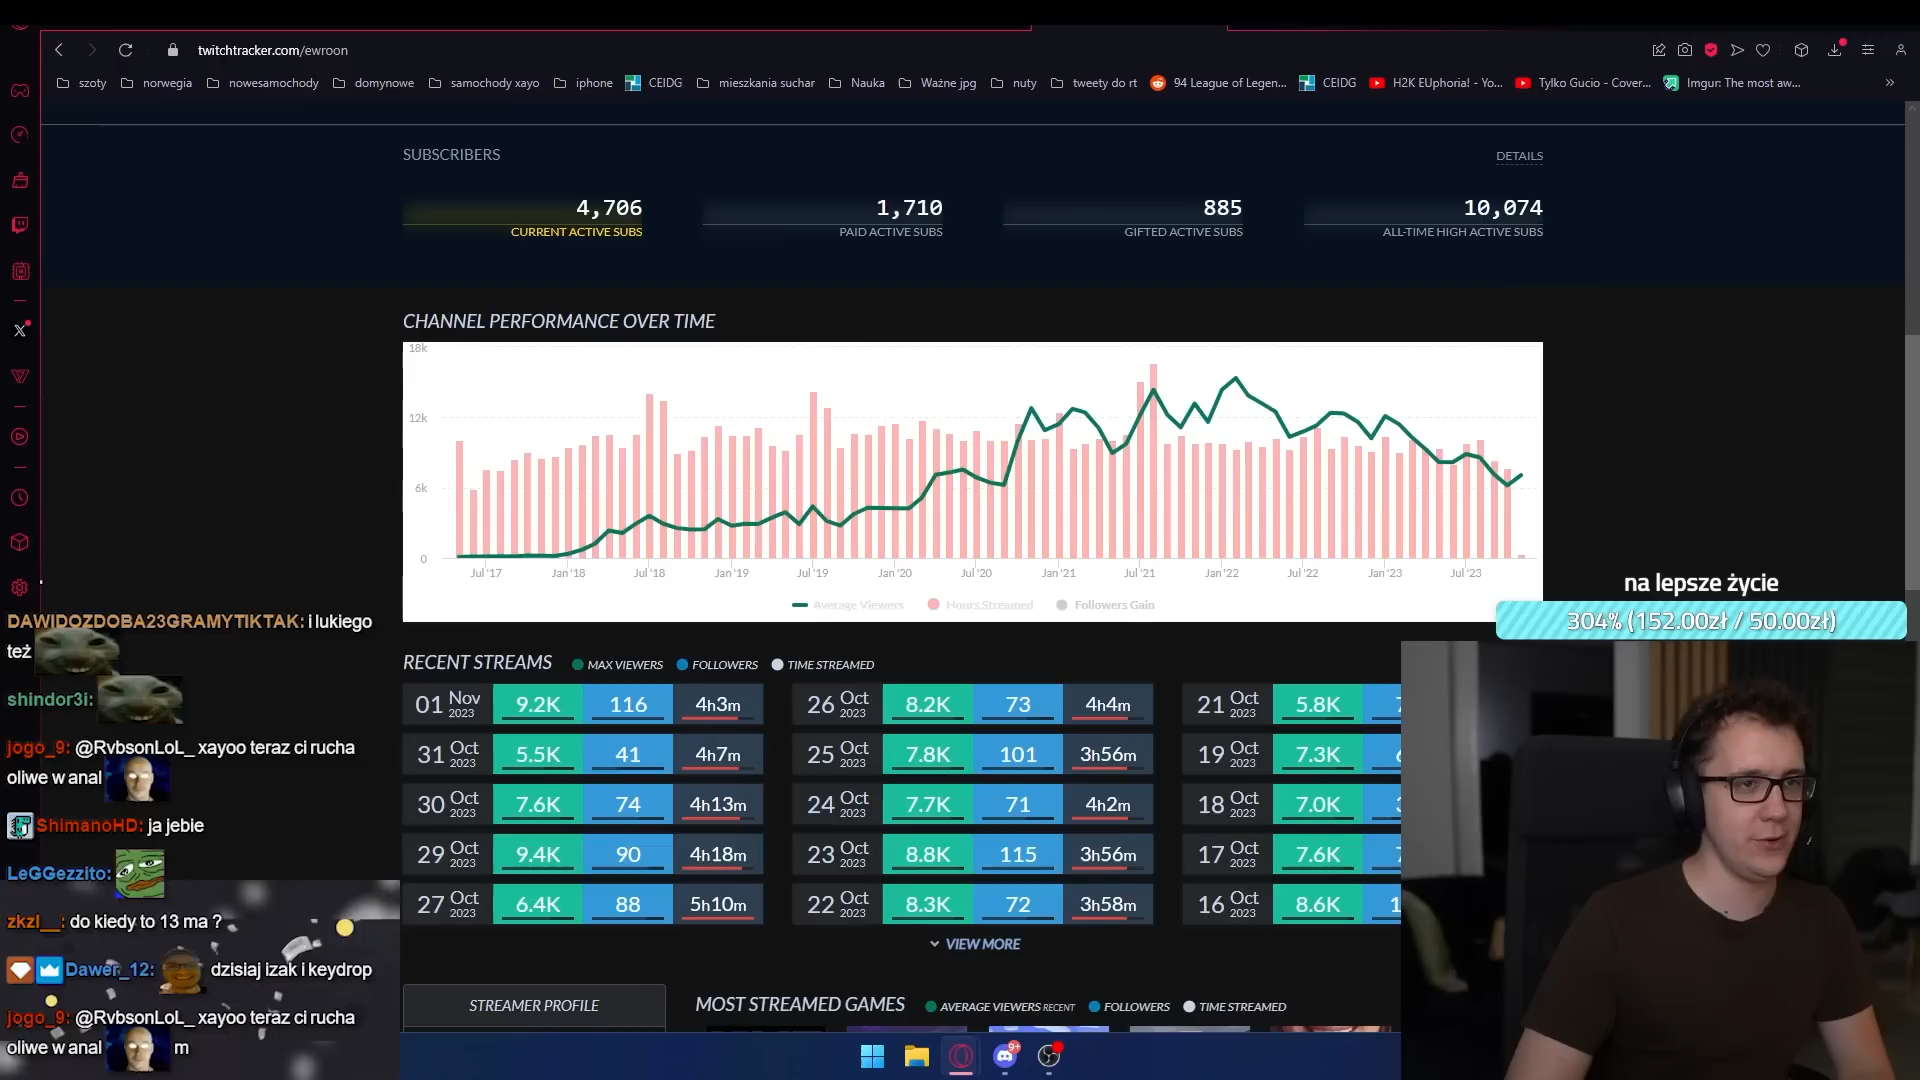 twitchtracker.com/ewroon
szoty norwegia nowesamochody domynowe samochody xayo iphone CEIDG mieszkania suchar Nauka Ważne jpg nuty tweety do rt 94 League of Legen... CEIDG H2K EUphoria! - Yo... Tylko Gucio - Cover... Imgur: The most aw... »
SUBSCRIBERS
DETAILS
4,706 1,710 885 10,074
CURRENT ACTIVE SUBS PAID ACTIVE SUBS GIFTED ACTIVE SUBS ALL-TIME HIGH ACTIVE SUBS
CHANNEL PERFORMANCE OVER TIME
18k
12k
6k
0
Jul '17 Jan '18 Jul '18 Jan '19 Jul '19 Jan '20 Jul '20 Jan '21 Jul '21 Jan '22 Jul '22 Jan '23 Jul '23
Average Viewers Hours Streamed Followers Gain
na lepsze życie
304% (152.00zł / 50.00zł)
RECENT STREAMS MAX VIEWERS FOLLOWERS TIME STREAMED
01 Nov 2023 9.2K 116 4h3m 26 Oct 2023 8.2K 73 4h4m 21 Oct 2023 5.8K
31 Oct 2023 5.5K 41 4h7m 25 Oct 2023 7.8K 101 3h56m 19 Oct 2023 7.3K
30 Oct 2023 7.6K 74 4h13m 24 Oct 2023 7.7K 71 4h2m 18 Oct 2023 7.0K
29 Oct 2023 9.4K 90 4h18m 23 Oct 2023 8.8K 115 3h56m 17 Oct 2023 7.6K
27 Oct 2023 6.4K 88 5h10m 22 Oct 2023 8.3K 72 3h58m 16 Oct 2023 8.6K
VIEW MORE
STREAMER PROFILE
MOST STREAMED GAMES AVERAGE VIEWERS RECENT FOLLOWERS TIME STREAMED
9+
DAWIDOZDOBA23GRAMYTIKTAK: i lukiego
też
shindor3i:
jogo_9: @RvbsonLoL_ xayoo teraz ci rucha
oliwe w anal
ShimanoHD: ja jebie
LeGGezzito:
zkzl__: do kiedy to 13 ma ?
Dawer_12: dzisiaj izak i keydrop
jogo_9: @RvbsonLoL_ xayoo teraz ci rucha
oliwe w anal m